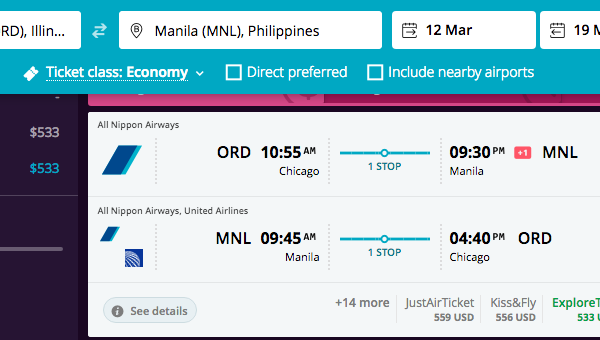 RD), Illin...
B Manila (MNL), Philippines
12 Mar
19 M
Ticket class: Economy
Direct preferred
Include nearby airports
$533
$533
All Nippon Airways
ORD 10:55 AM
Chicago
1 STOP
09:30 PM +1 MNL
Manila
All Nippon Airways, United Airlines
MNL 09:45 AM
Manila
1 STOP
04:40 PM ORD
Chicago
i See details
+14 more
JustAirTicket
559 USD
Kiss&Fly
556 USD
ExploreT
533 U